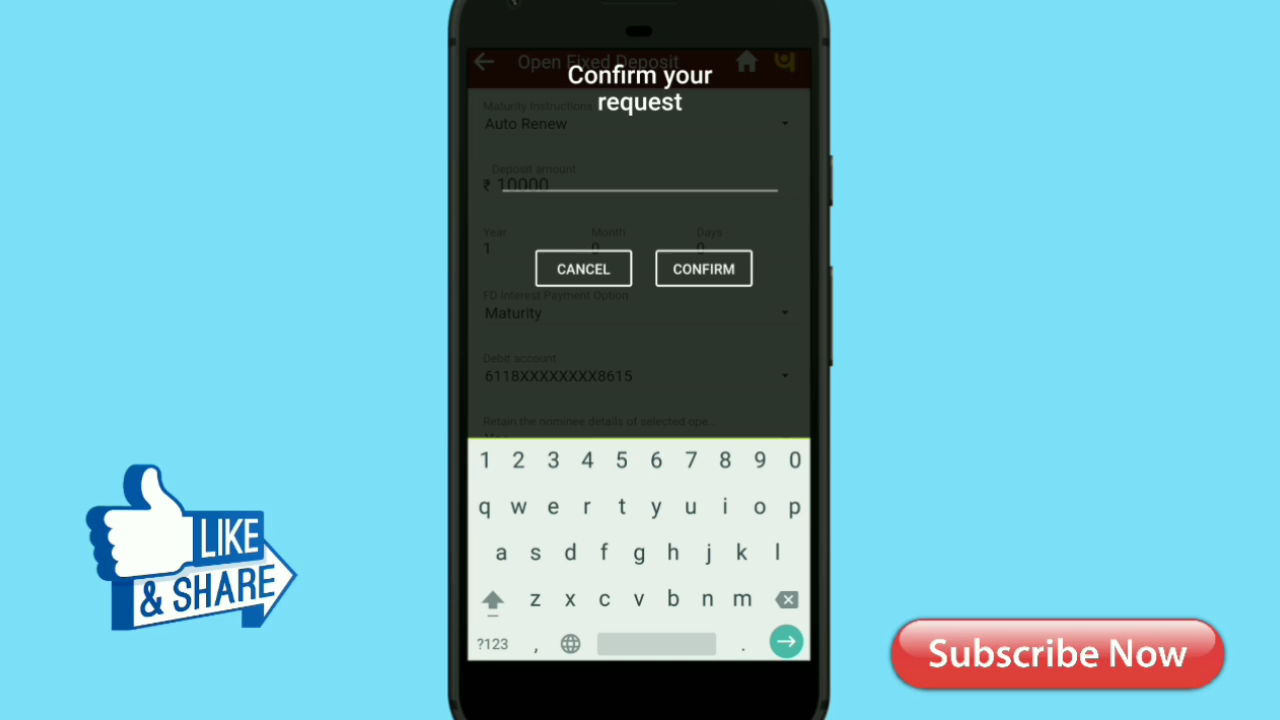 Open Fixed Deposit
Confirm your
request
Maturity Instructions
Auto Renew
Deposit amount
₹ 10000
Year Month Days
1 0 0
CANCEL CONFIRM
FD Interest Payment Option
Maturity
Debit account
6118XXXXXXXX8615
Retain the nominee details of selected ope...
1 2 3 4 5 6 7 8 9 0
q w e r t y u i o p
a s d f g h j k l
z x c v b n m
?123 , .
LIKE
& SHARE
Subscribe Now